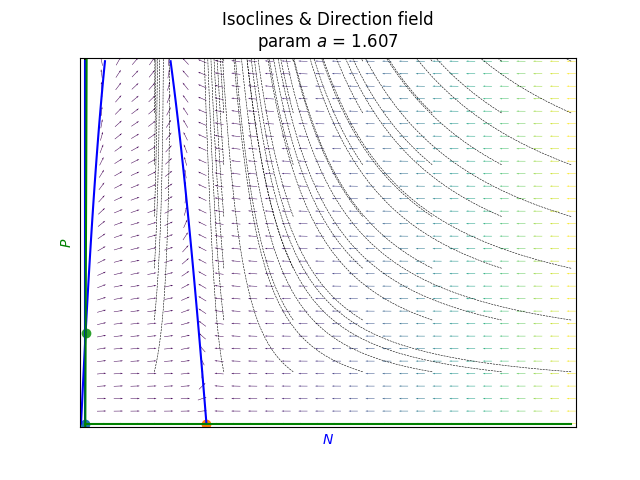 Isoclines & Direction field
param a = 1.607
P
N